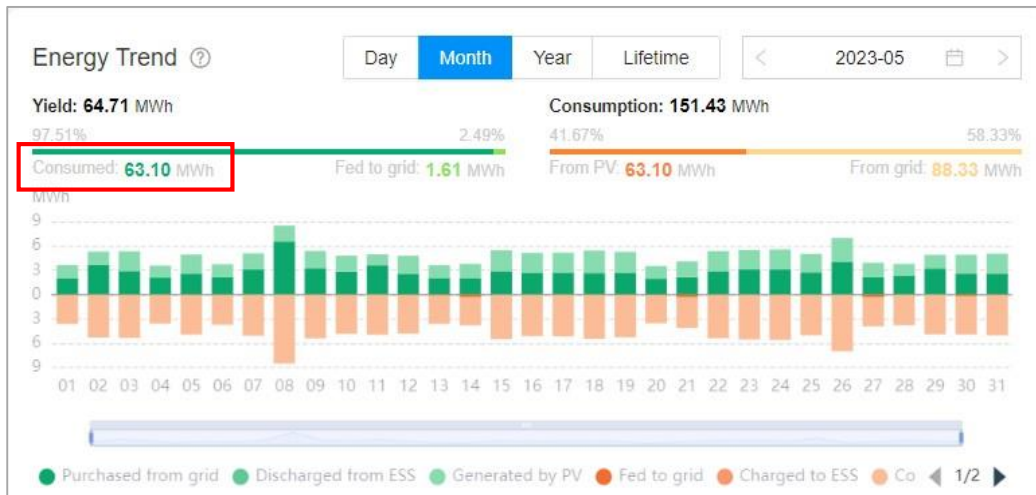 Energy Trend ?
Day Month Year Lifetime
< 2023-05 >
Yield: 64.71 MWh
Consumption: 151.43 MWh
97.51% 2.49%
41.67% 58.33%
Consumed: 63.10 MWh
Fed to grid: 1.61 MWh
From PV: 63.10 MWh
From grid: 88.33 MWh
MWh
9
6
3
0
3
6
9
01 02 03 04 05 06 07 08 09 10 11 12 13 14 15 16 17 18 19 20 21 22 23 24 25 26 27 28 29 30 31
Purchased from grid Discharged from ESS Generated by PV Fed to grid Charged to ESS Co 1/2